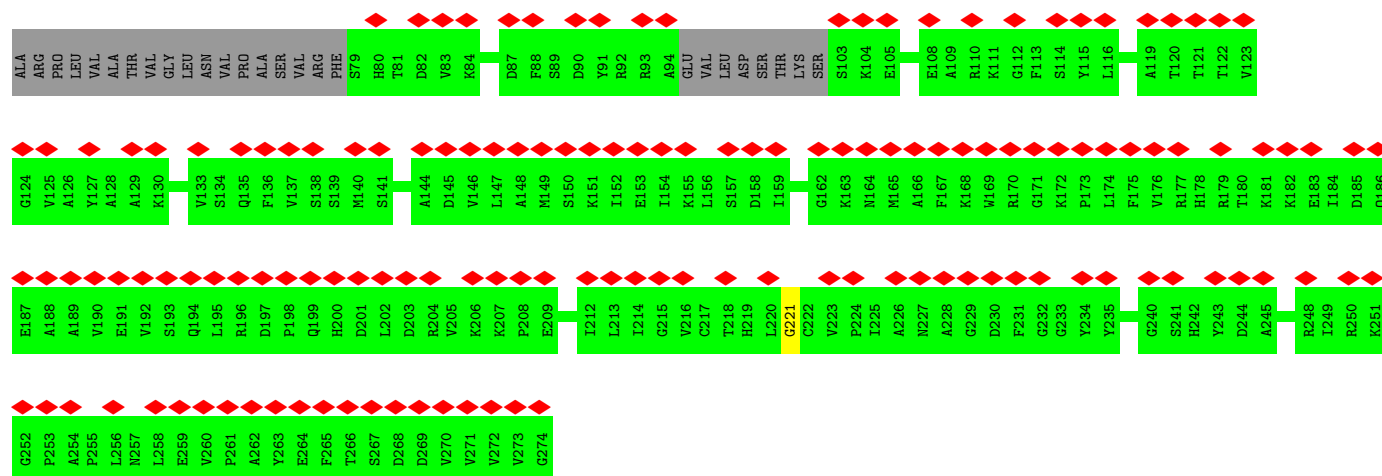 ALA ARG PRO LEU VAL ALA THR VAL GLY LEU ASN VAL PRO ALA SER VAL ARG PHE S79 H80 T81 D82 V83 K84 D87 F88 S89 D90 Y91 R92 R93 A94 GLU VAL LEU ASP SER THR LYS SER S103 K104 E105 E108 A109 R110 K111 G112 F113 S114 Y115 L116 A119 T120 T121 T122 V123
G124 V125 A126 Y127 A128 A129 K130 V133 S134 Q135 F136 V137 S138 S139 M140 S141 A144 D145 V146 L147 A148 M149 S150 K151 I152 E153 I154 K155 L156 S157 D158 I159 G162 K163 N164 M165 A166 F167 K168 W169 R170 G171 K172 P173 L174 F175 V176 R177 H178 R179 T180 K181 K182 E183 I184 D185 Q186
E187 A188 A189 V190 E191 V192 S193 Q194 L195 R196 D197 P198 Q199 H200 D201 L202 D203 R204 V205 K206 K207 P208 E209 I212 L213 I214 G215 V216 C217 T218 H219 L220 G221 C222 V223 P224 I225 A226 N227 A228 G229 D230 F231 G232 G233 Y234 Y235 G240 S241 H242 Y243 D244 A245 R248 I249 R250 K251
G252 P253 A254 P255 L256 N257 L258 E259 V260 P261 A262 Y263 E264 F265 T266 S267 D268 D269 V270 V271 V272 V273 G274